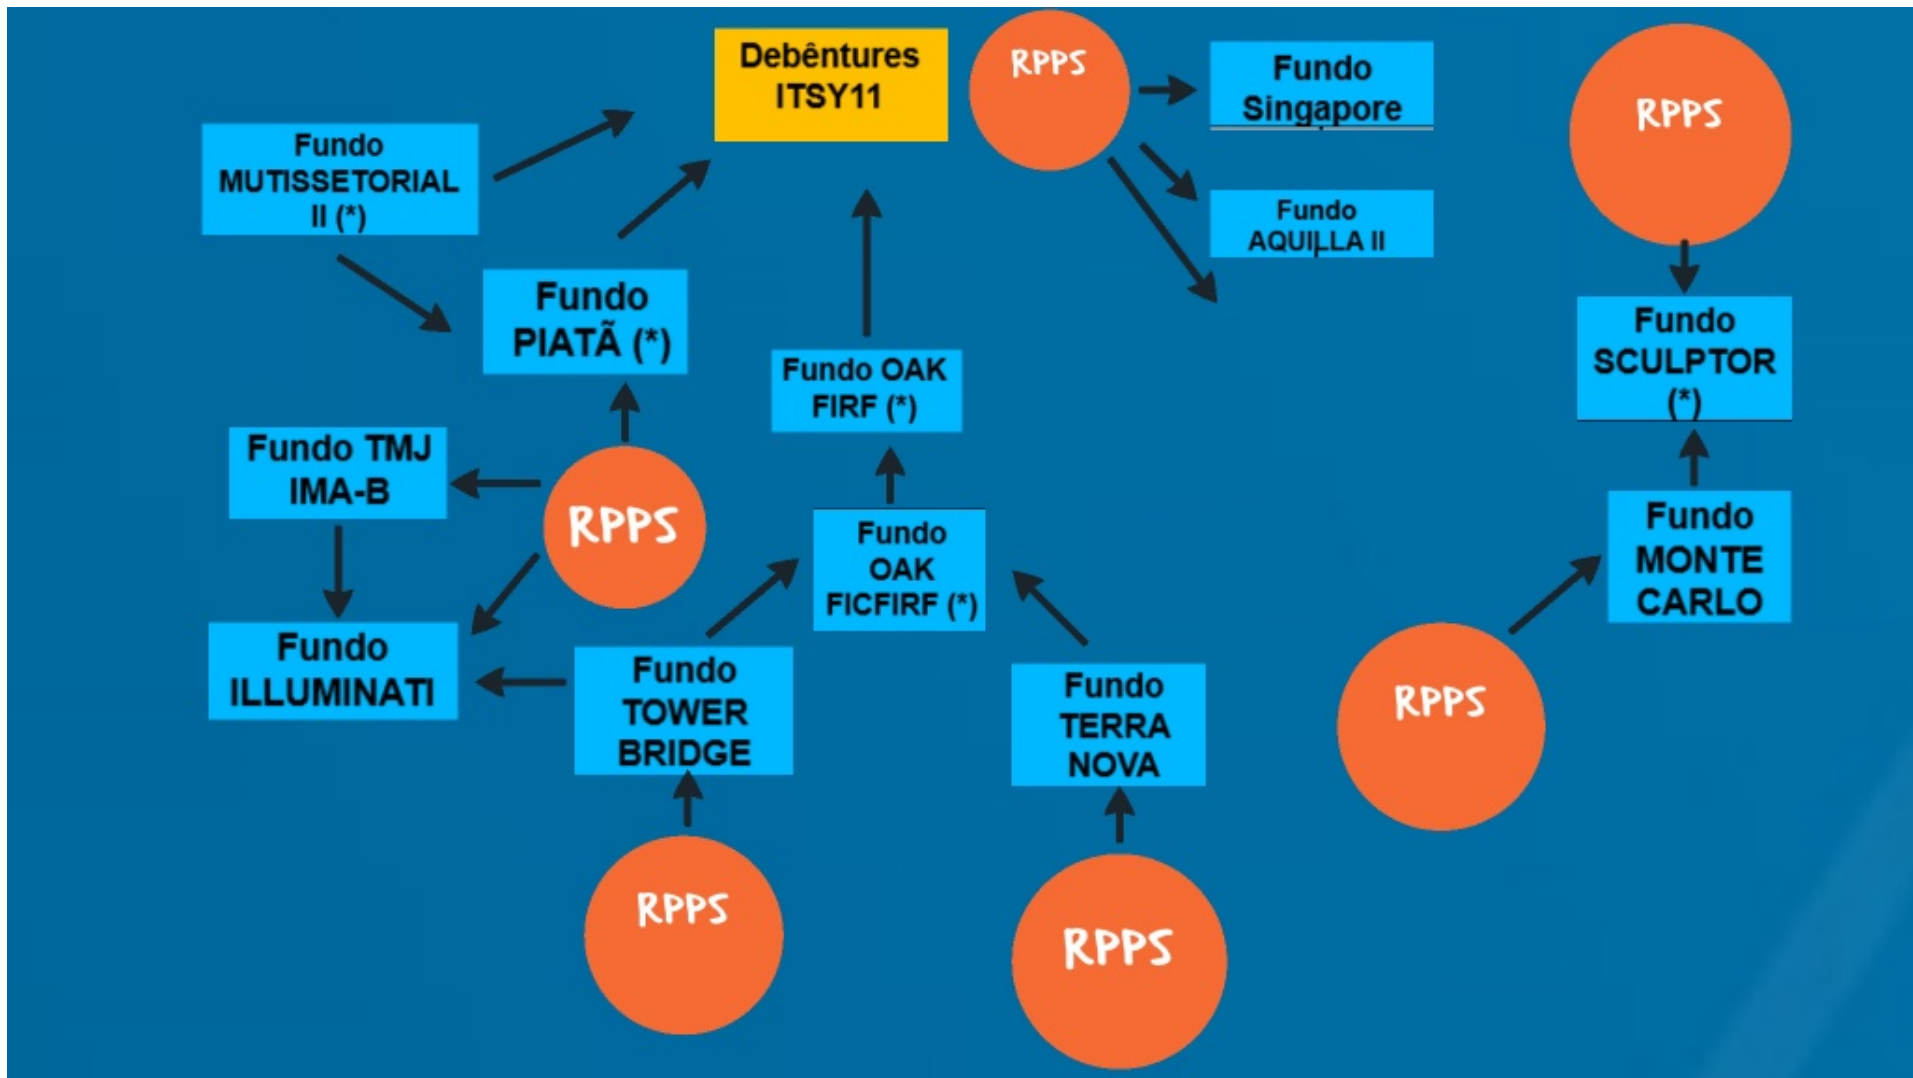 Debêntures
ITSY11
RPPS
Fundo
Singapore
RPPS
Fundo
MUTISSETORIAL
II (*)
Fundo
AQUILLA II
Fundo
PIATÃ (*)
Fundo
SCULPTOR
(*)
Fundo OAK
FIRF (*)
Fundo TMJ
IMA-B
RPPS
Fundo
OAK
FICFIRF (*)
Fundo
MONTE
CARLO
Fundo
ILLUMINATI
Fundo
TOWER
BRIDGE
Fundo
TERRA
NOVA
RPPS
RPPS
RPPS